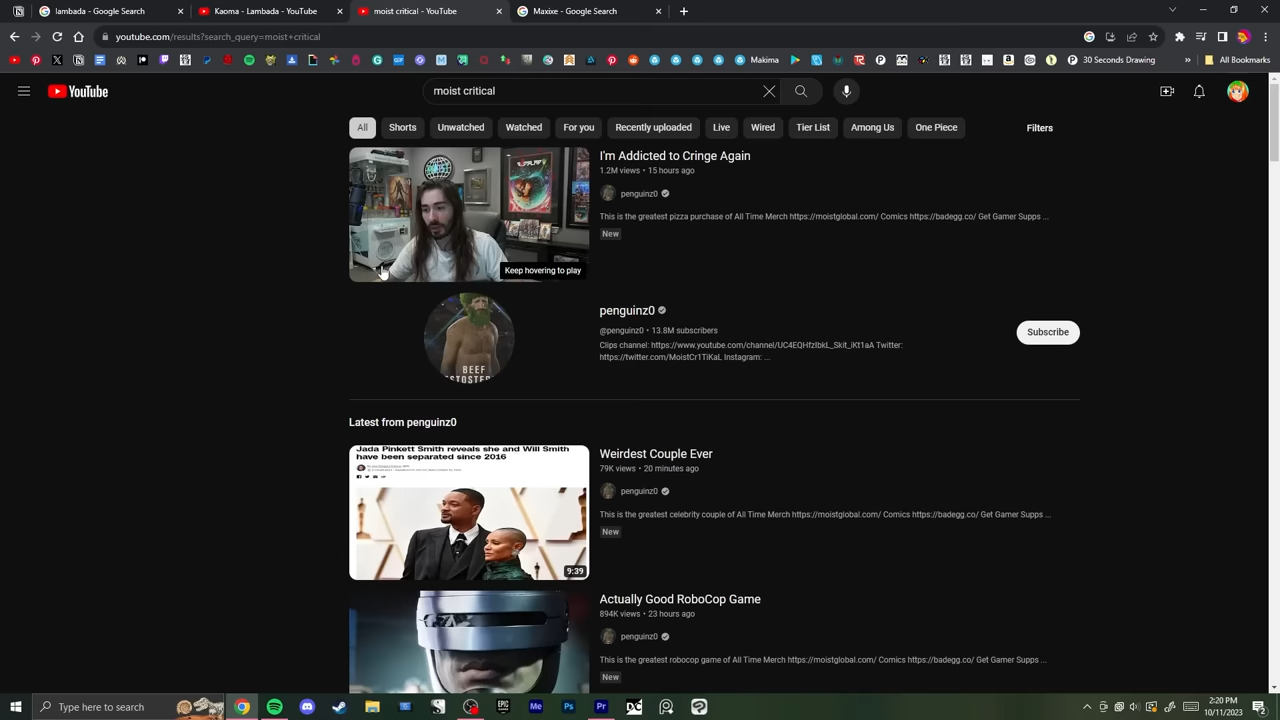 lambada - Google Search
Kaoma - Lambada - YouTube
moist critical - YouTube
Maxixe - Google Search
youtube.com/results?search_query=moist+critical
Makima
30 Seconds Drawing
All Bookmarks
YouTube
moist critical
All
Shorts
Unwatched
Watched
For you
Recently uploaded
Live
Wired
Tier List
Among Us
One Piece
Filters
I'm Addicted to Cringe Again
1.2M views • 15 hours ago
penguinz0
This is the greatest pizza purchase of All Time Merch https://moistglobal.com/ Comics https://badegg.co/ Get Gamer Supps ...
New
Keep hovering to play
penguinz0
@penguinz0 • 13.8M subscribers
Clips channel: https://www.youtube.com/channel/UC4EQHfzIbkL_Skit_iKt1aA Twitter:
https://twitter.com/MoistCr1TiKaL Instagram: ...
Subscribe
BEEF
Latest from penguinz0
Jada Pinkett Smith reveals she and Will Smith
have been separated since 2016
9:39
Weirdest Couple Ever
79K views • 20 minutes ago
penguinz0
This is the greatest celebrity couple of All Time Merch https://moistglobal.com/ Comics https://badegg.co/ Get Gamer Supps ...
New
Actually Good RoboCop Game
894K views • 23 hours ago
penguinz0
This is the greatest robocop game of All Time Merch https://moistglobal.com/ Comics https://badegg.co/ Get Gamer Supps ...
New
Type here to search
2:20 PM
10/11/2023